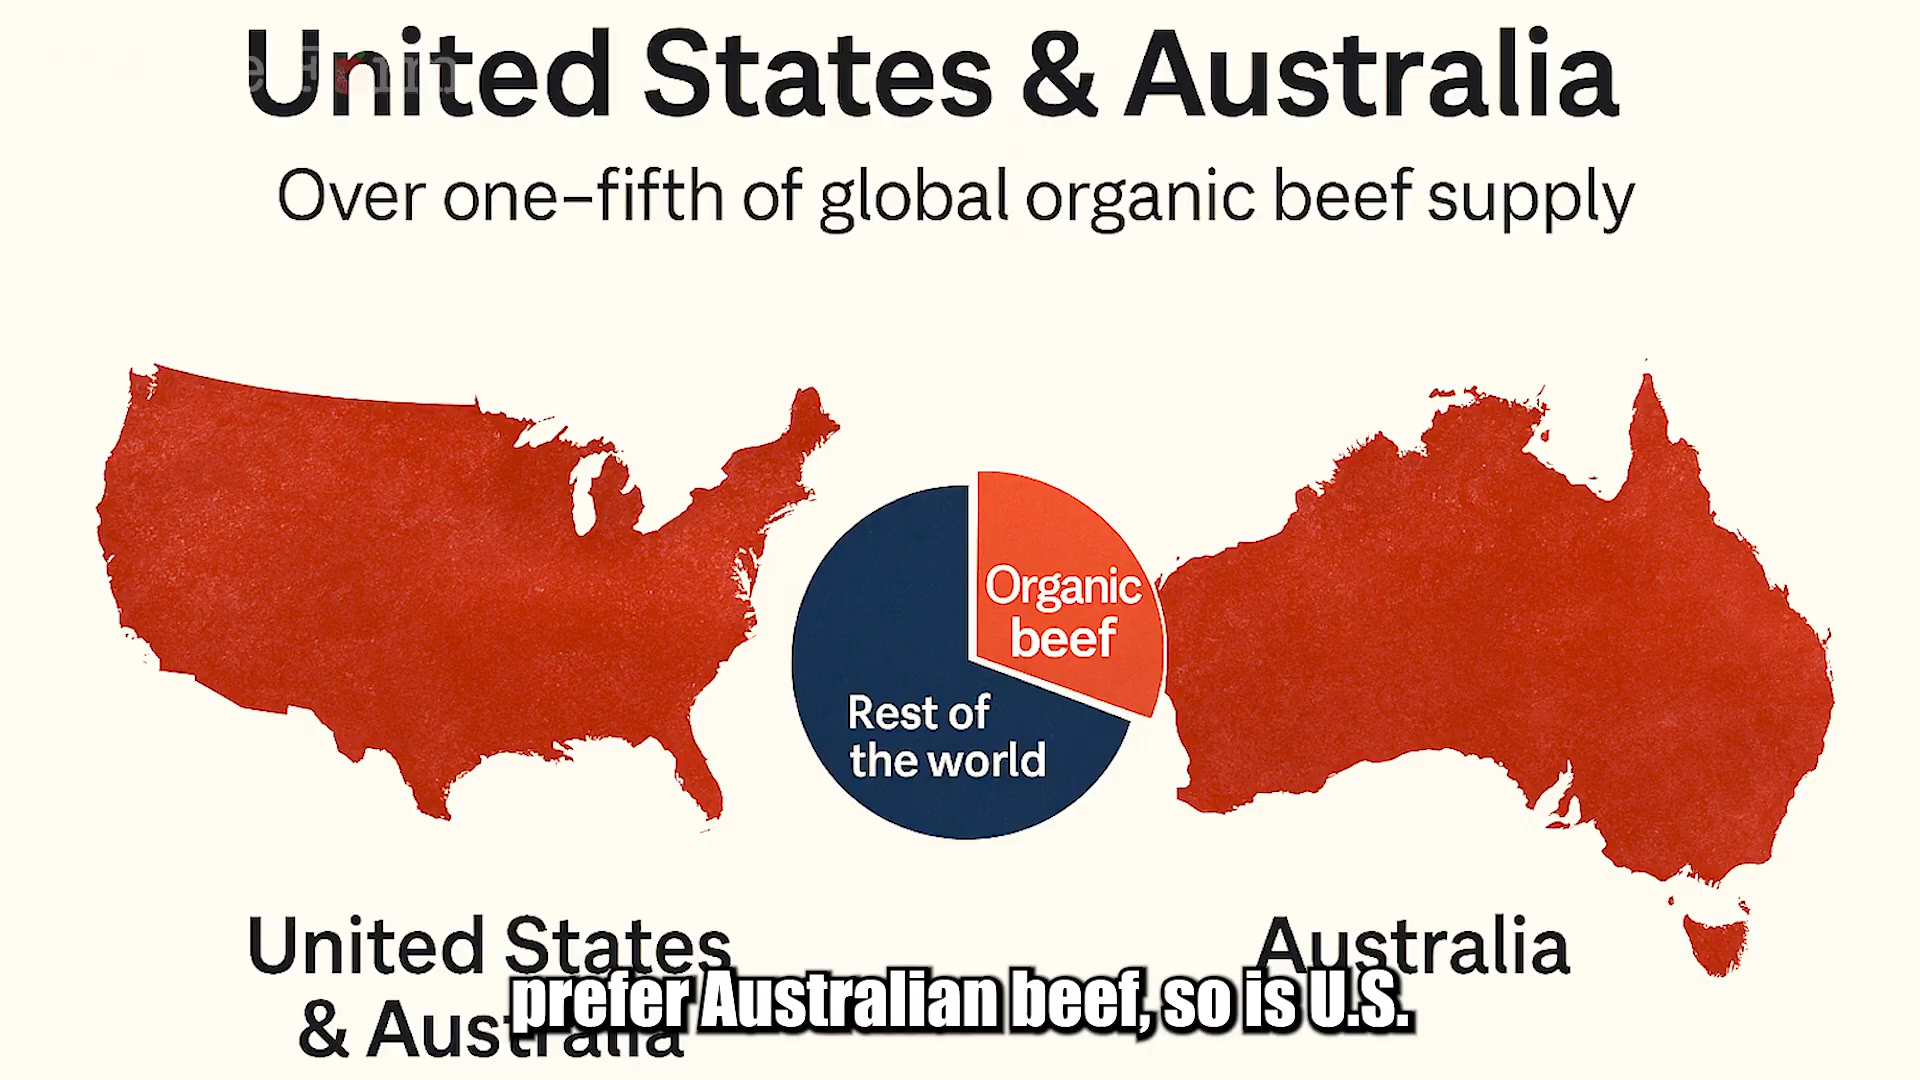 United States & Australia
Over one-fifth of global organic beef supply
Organic
beef
Rest of
the world
United States
& Australia
Australia
prefer Australian beef, so is U.S.